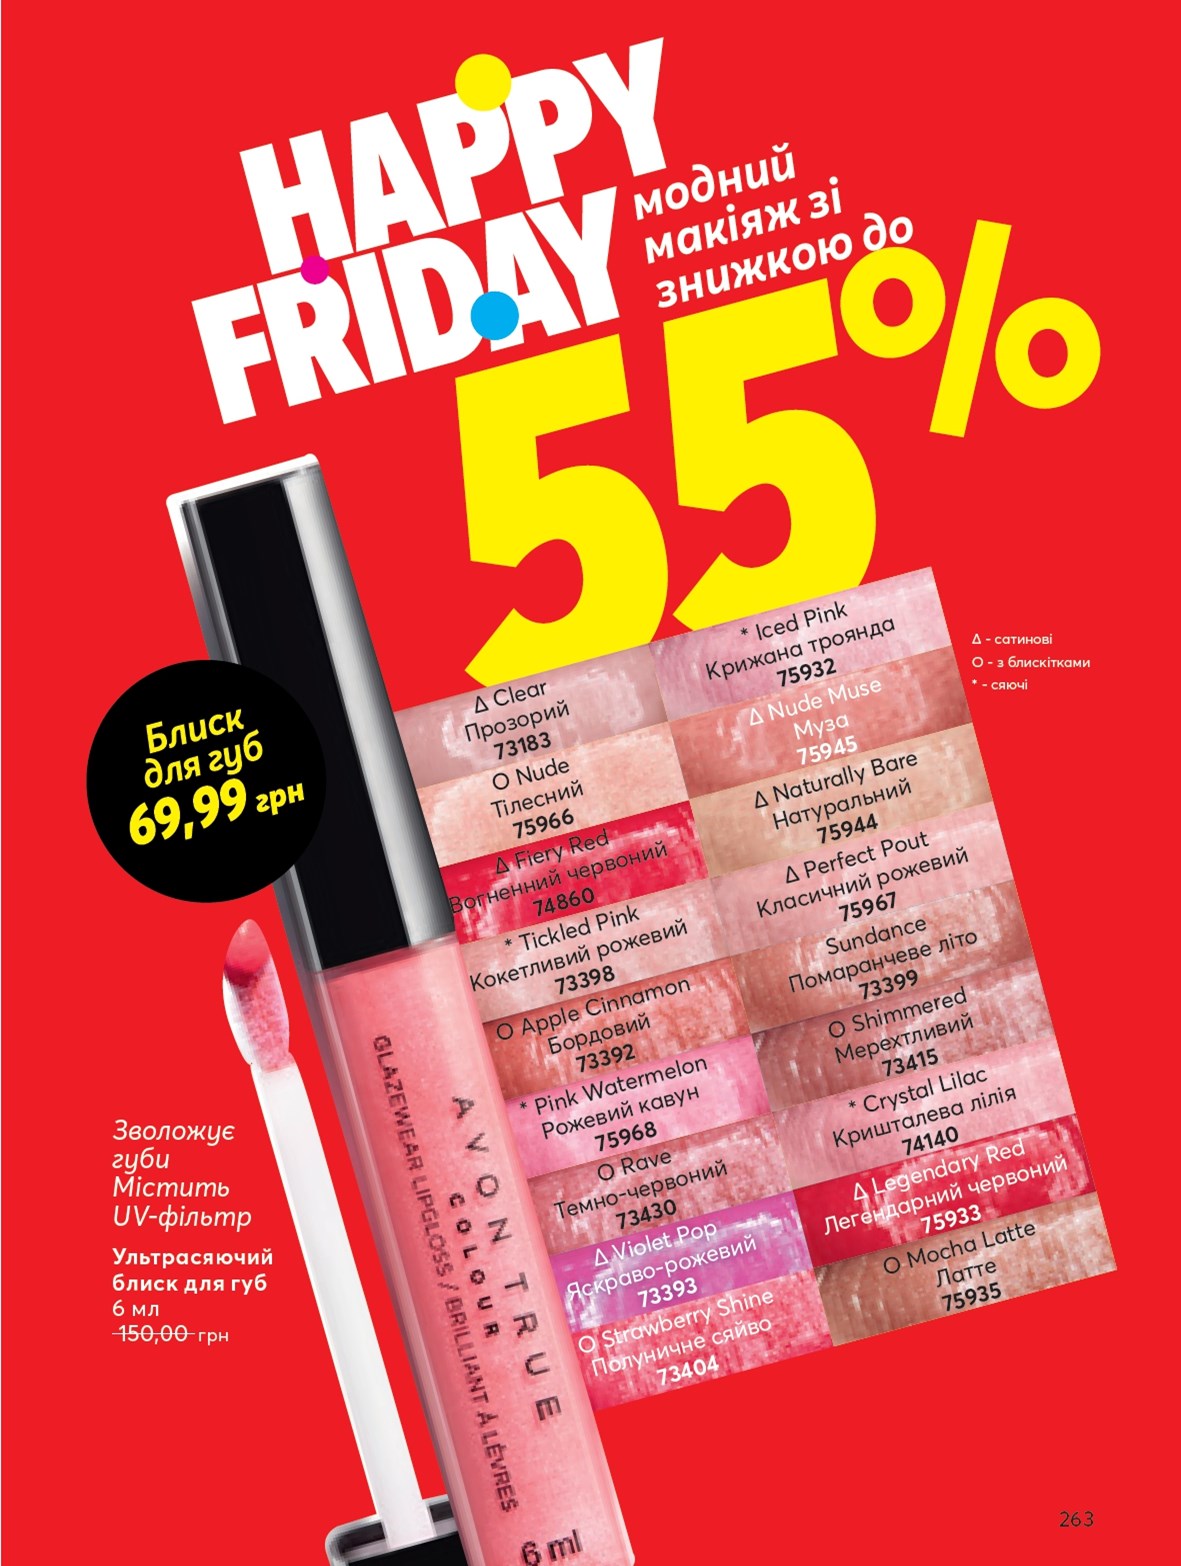 HAPPY
FRIDAY
модний
макіяж зі
знижкою до
55%
Δ - сатинові
O - з блискітками
* - сяючі
Блиск
для губ
69,99 грн
Δ Clear
Прозорий
73183
O Nude
Тілесний
75966
Δ Fiery Red
Вогненний червоний
74860
* Tickled Pink
Кокетливий рожевий
73398
O Apple Cinnamon
Бордовий
73392
* Pink Watermelon
Рожевий кавун
75968
O Rave
Темно-червоний
73430
Δ Violet Pop
Яскраво-рожевий
73393
O Strawberry Shine
Полуничне сяйво
73404
* Iced Pink
Крижана троянда
75932
Δ Nude Muse
Муза
75945
Δ Naturally Bare
Натуральний
75944
Δ Perfect Pout
Класичний рожевий
75967
Sundance
Помаранчеве літо
73399
O Shimmered
Мерехтливий
73415
* Crystal Lilac
Кришталева лілія
74140
Δ Legendary Red
Легендарний червоний
75933
O Mocha Latte
Латте
75935
AVON TRUE
COLOUR
GLAZEWEAR LIPGLOSS / BRILLIANT À LÈVRES
6 ml
Зволожує
губи
Містить
UV-фільтр
Ультрасяючий
блиск для губ
6 мл
150,00 грн
263